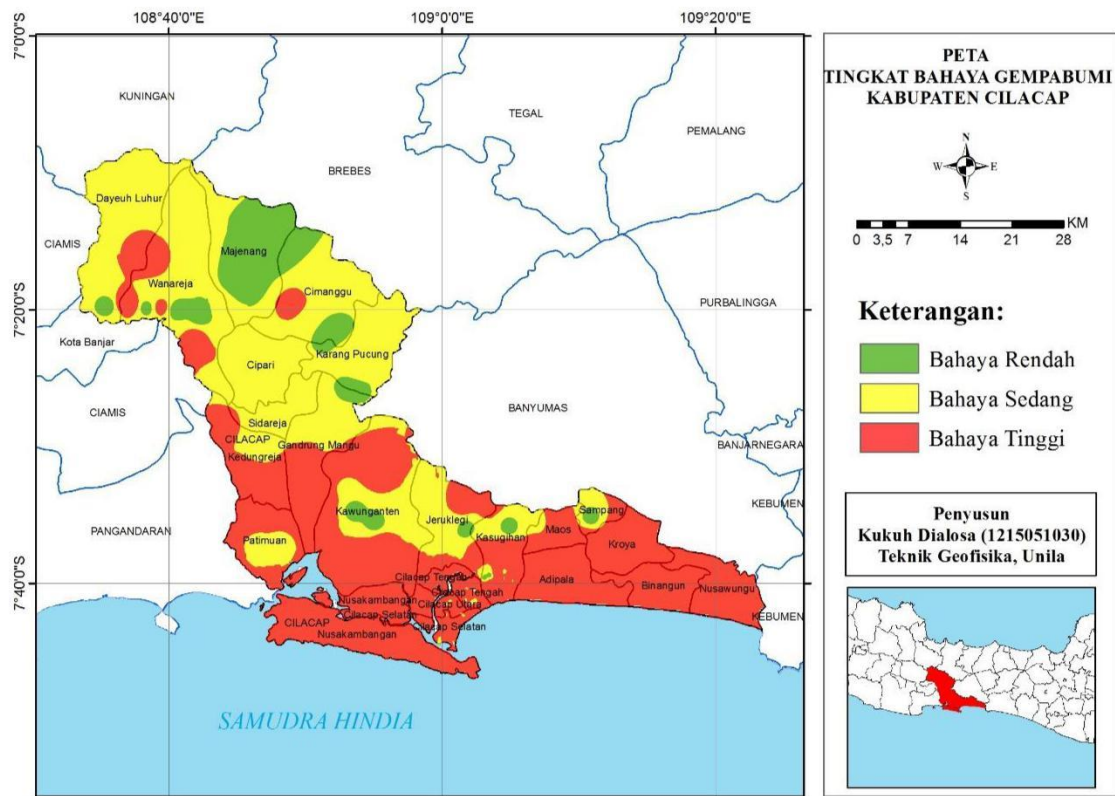 108°40'0"E
109°0'0"E
109°20'0"E
7°0'0"S
7°20'0"S
7°40'0"S
KUNINGAN
TEGAL
PEMALANG
BREBES
Dayeuh Luhur
CIAMIS
Majenang
Wanareja
Cimanggu
PURBALINGGA
Kota Banjar
Karang Pucung
Cipari
CIAMIS
BANYUMAS
Sidareja
CILACAP
Gandrung Mangu
Kedungreja
BANJARNEGARA
KEBUMEN
Kawunganten
Jeruklegi
Sampang
Kasugihan
Maos
Kroya
PANGANDARAN
Patimuan
Cilacap Tengah
Adipala
Binangun
Nusawungu
Cilacap Tengah
Nusakambangan
Cilacap Utara
Cilacap Selatan
CILACAP
Cilacap Selatan
Nusakambangan
KEBUMEN
SAMUDRA HINDIA
PETA
TINGKAT BAHAYA GEMPABUMI
KABUPATEN CILACAP
N
W
E
S
KM
0 3,5 7 14 21 28
Keterangan:
Bahaya Rendah
Bahaya Sedang
Bahaya Tinggi
Penyusun
Kukuh Dialosa (1215051030)
Teknik Geofisika, Unila